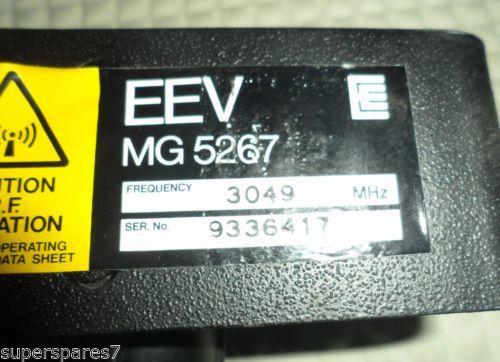 EEV
MG 5267
FREQUENCY 3049 MHz
SER. No. 9336417
UTION
R.F.
ATION
OPERATING
DATA SHEET
superspares7